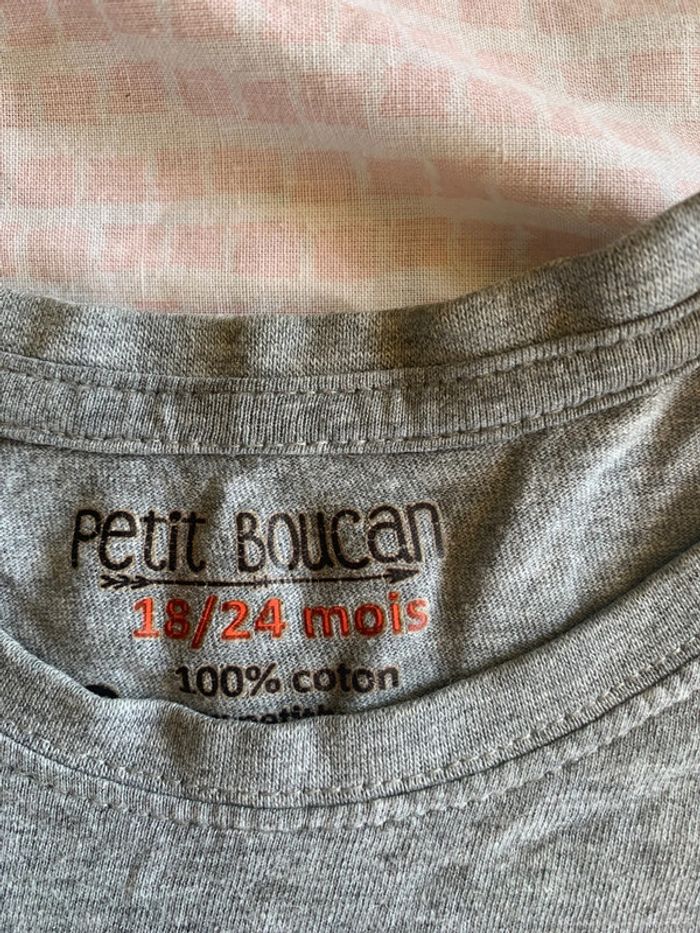 Petit Boucan
18/24 mois
100% coton